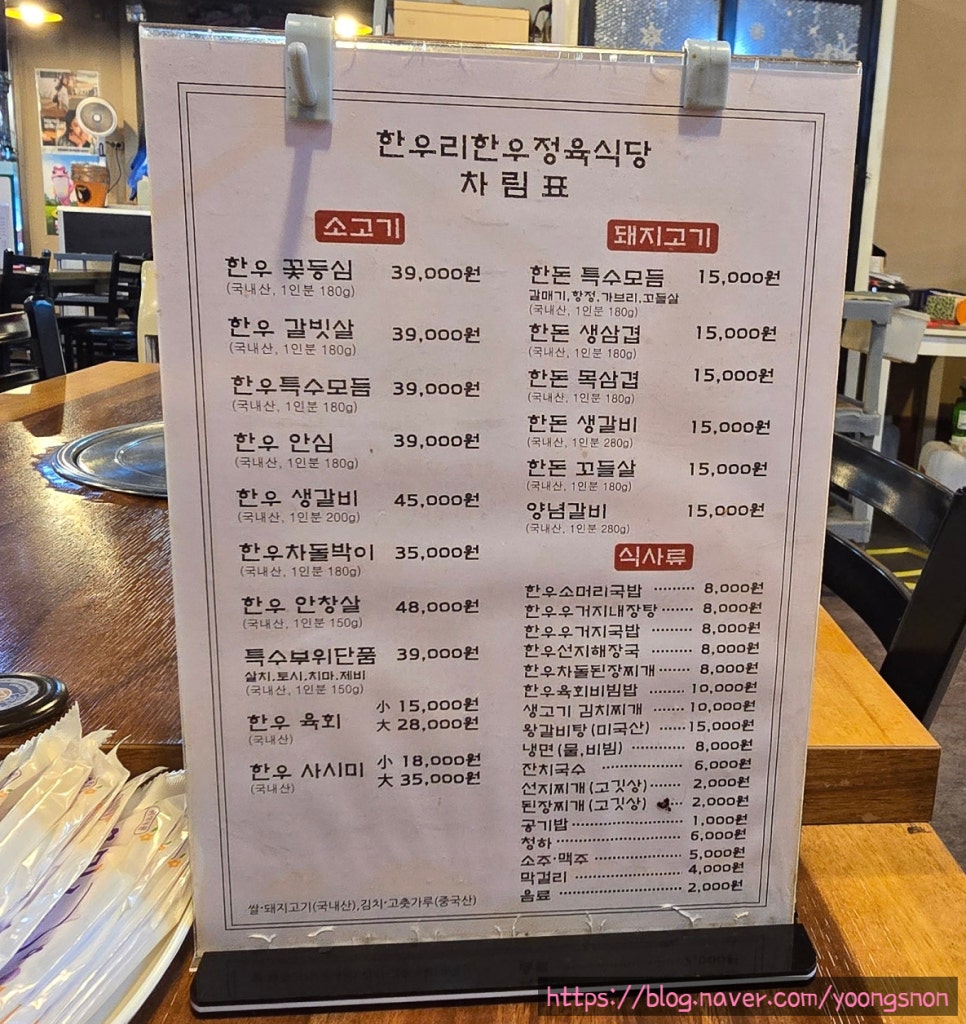 한우리한우정육식당
차 림 표
소고기
한우 꽃등심 39,000원
(국내산, 1인분 180g)
한우 갈빗살 39,000원
(국내산, 1인분 180g)
한우특수모듬 39,000원
(국내산, 1인분 180g)
한우 안심 39,000원
(국내산, 1인분 180g)
한우 생갈비 45,000원
(국내산, 1인분 200g)
한우차돌박이 35,000원
(국내산, 1인분 180g)
한우 안창살 48,000원
(국내산, 1인분 150g)
특수부위단품 39,000원
살치,토시,치마,제비
(국내산, 1인분 150g)
한우 육회 小 15,000원
大 28,000원
(국내산)
한우 사시미 小 18,000원
大 35,000원
(국내산)
쌀·돼지고기(국내산),김치·고춧가루(중국산)
돼지고기
한돈 특수모듬 15,000원
갈매기,항정,가브리,꼬들살
(국내산, 1인분 180g)
한돈 생삼겹 15,000원
(국내산, 1인분 180g)
한돈 목삼겹 15,000원
(국내산, 1인분 180g)
한돈 생갈비 15,000원
(국내산, 1인분 280g)
한돈 꼬들살 15,000원
(국내산, 1인분 180g)
양념갈비 15,000원
(국내산, 1인분 280g)
식사류
한우소머리국밥 ········· 8,000원
한우우거지내장탕 ······· 8,000원
한우우거지국밥 ········· 8,000원
한우선지해장국 ········· 8,000원
한우차돌된장찌개 ······· 8,000원
한우육회비빔밥 ········ 10,000원
생고기 김치찌개 ········ 10,000원
왕갈비탕(미국산) ······ 15,000원
냉면(물,비빔) ··········· 8,000원
잔치국수 ··············· 6,000원
선지찌개(고깃상) ······· 2,000원
된장찌개(고깃상) ··· 2,000원
공기밥 ················· 1,000원
청하 ··················· 6,000원
소주·맥주 ·············· 5,000원
막걸리 ················· 4,000원
음료 ··················· 2,000원
https://blog.naver.com/yoongsnon